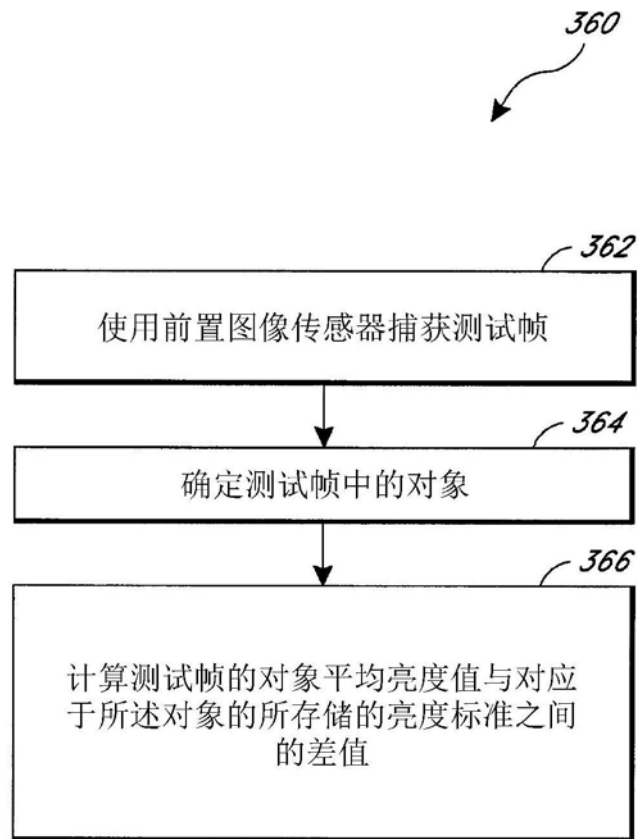 360
362
使用前置图像传感器捕获测试帧
364
确定测试帧中的对象
366
计算测试帧的对象平均亮度值与对应
于所述对象的所存储的亮度标准之间
的差值